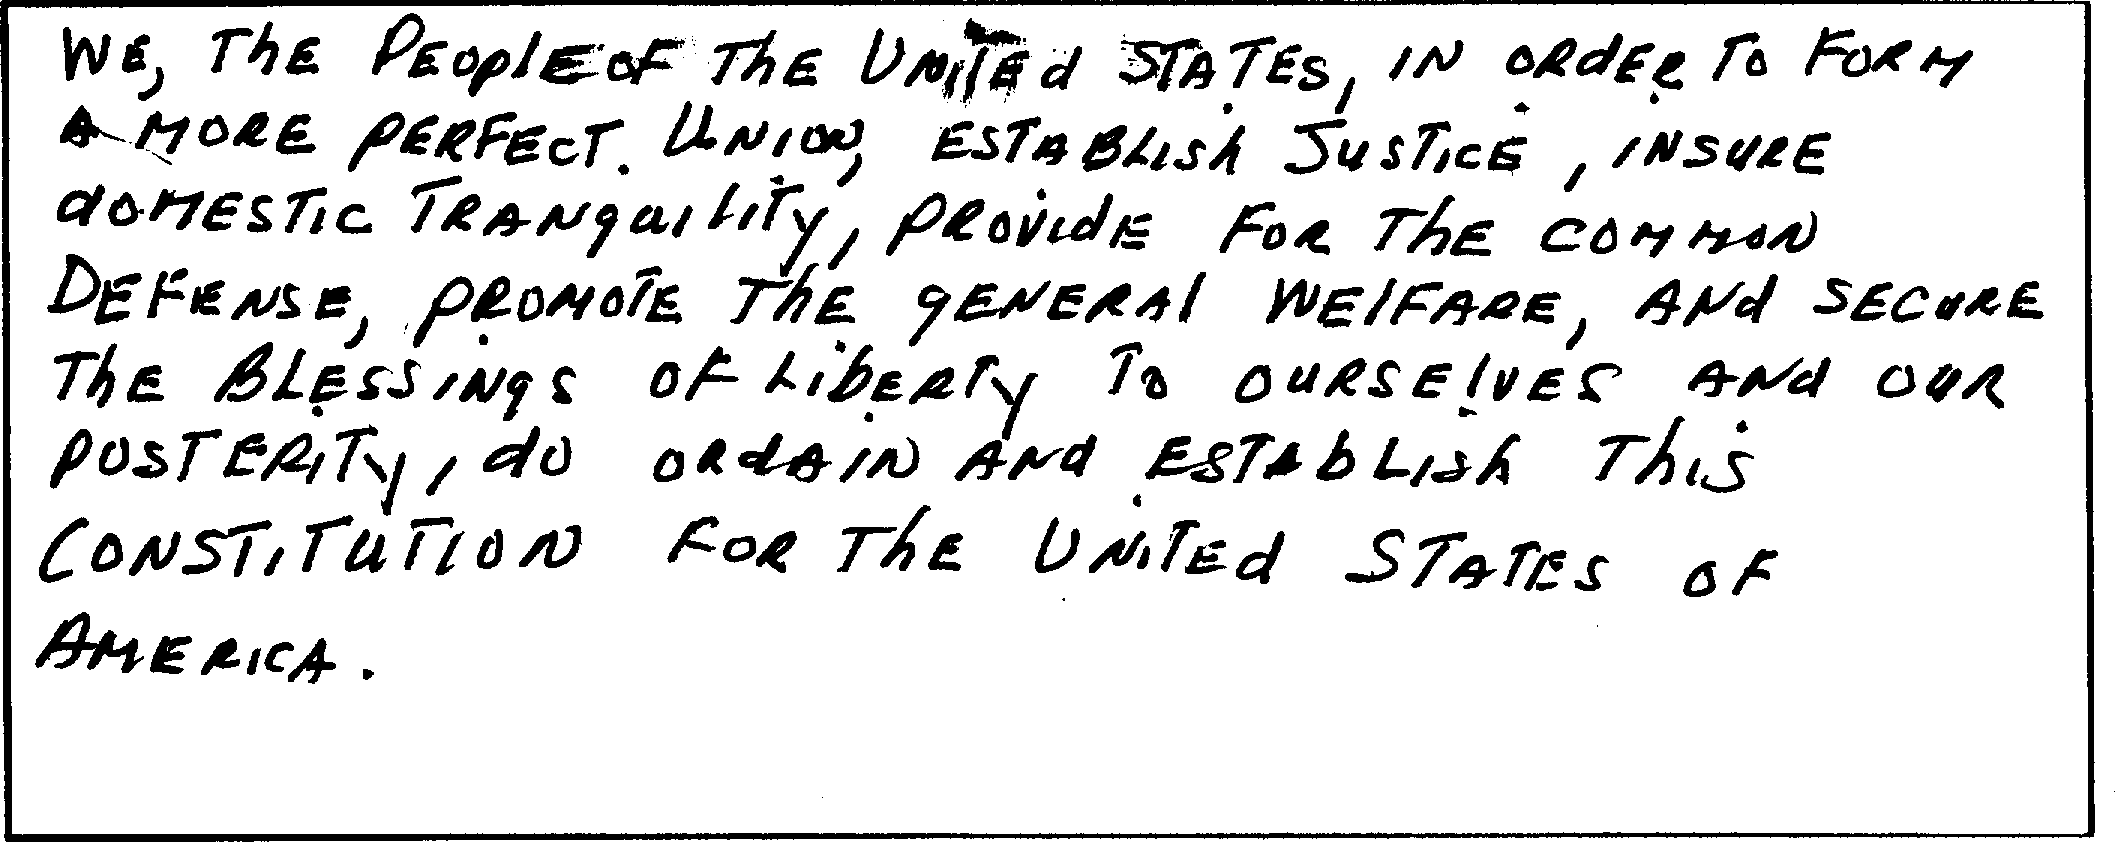 We, the People of the United States, in order to form
a more perfect Union, establish Justice, insure
domestic Tranquility, provide for the common
Defense, promote the general Welfare, and secure
the Blessings of Liberty to ourselves and our
posterity, do ordain and establish this
Constitution for the United States of
America.